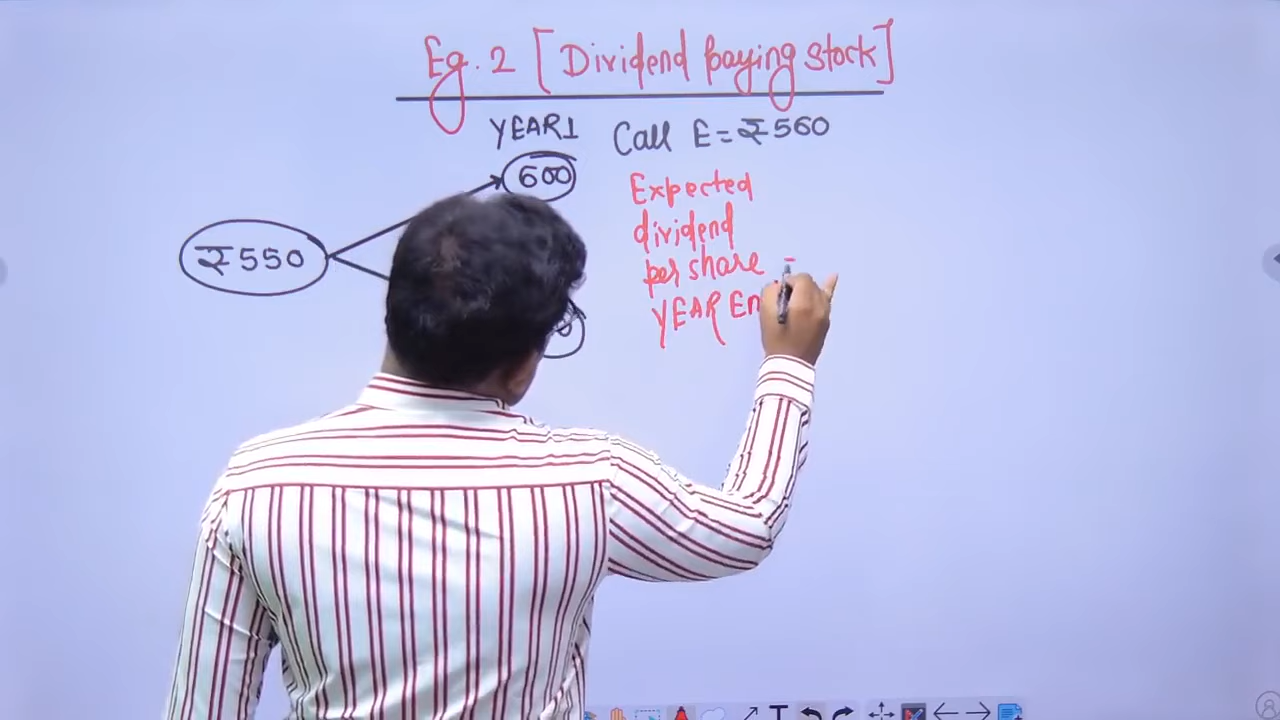 Eg. 2 [Dividend paying stock]
YEAR1
Call E = ₹560
600
₹550
Expected
dividend
per share =
YEAR En